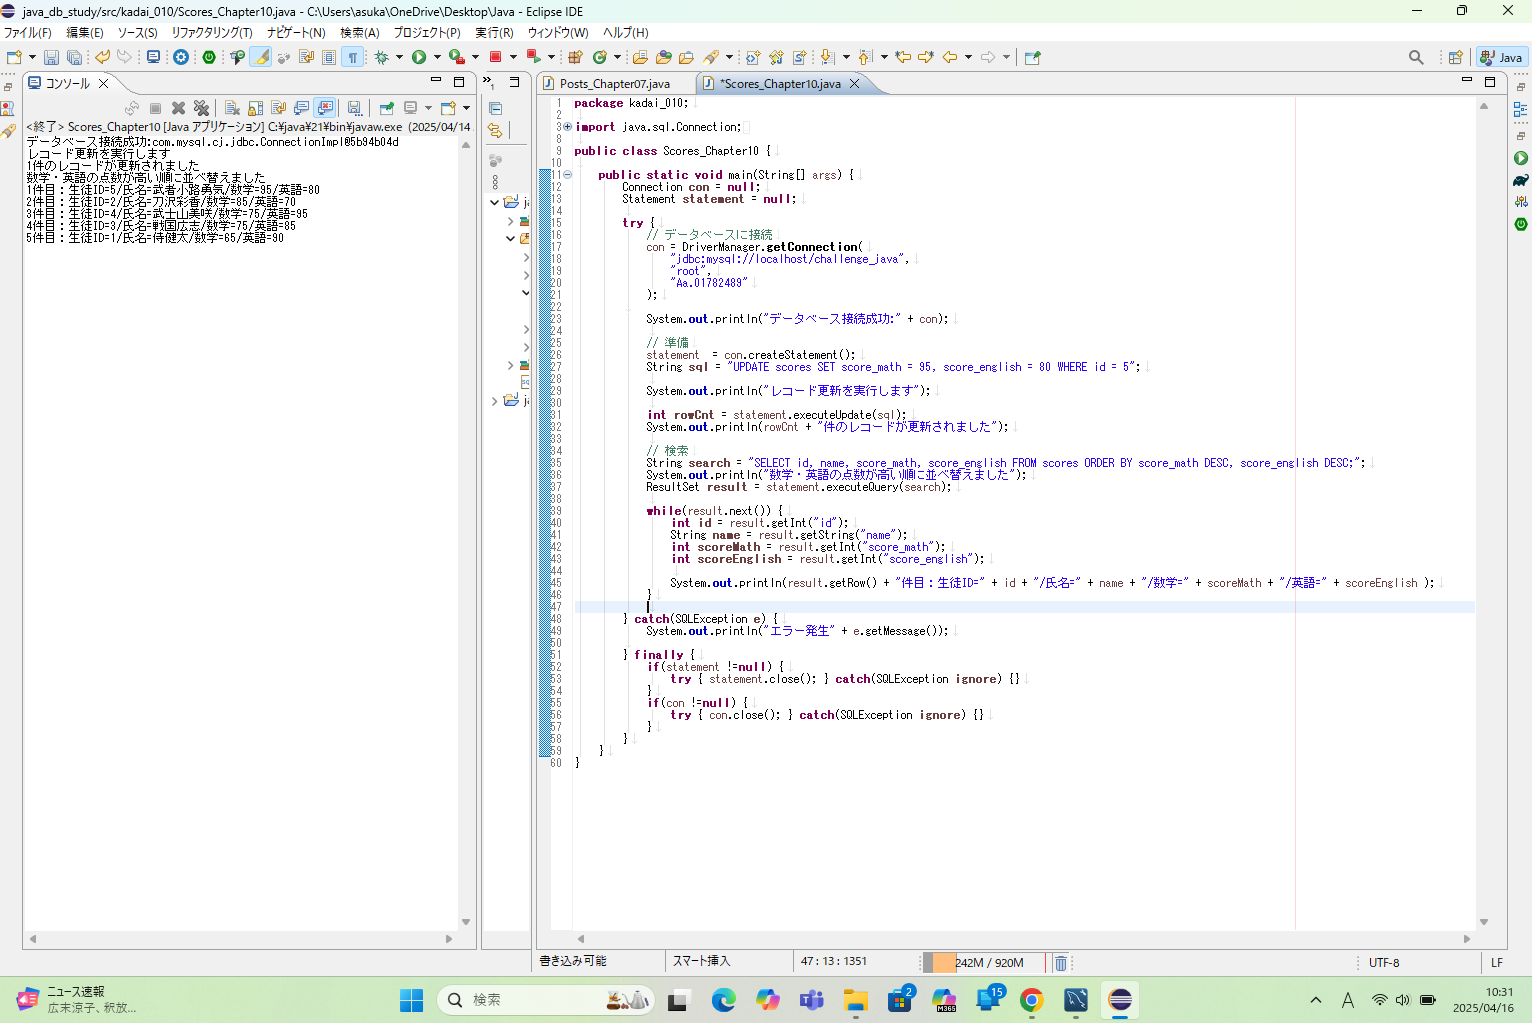 java_db_study/src/kadai_010/Scores_Chapter10.java - C:\Users\asuka\OneDrive\Desktop\Java - Eclipse IDE
ファイル(F) 編集(E) ソース(S) リファクタリング(T) ナビゲート(N) 検索(A) プロジェクト(P) 実行(R) ウィンドウ(W) ヘルプ(H)
Java
コンソール
<終了> Scores_Chapter10 [Java アプリケーション] C:¥java¥21¥bin¥javaw.exe (2025/04/14
データベース接続成功:com.mysql.cj.jdbc.ConnectionImpl@5b94b04d
レコード更新を実行します
1件のレコードが更新されました
数学・英語の点数が高い順に並べ替えました
1件目：生徒ID=5/氏名=武者小路勇気/数学=95/英語=80
2件目：生徒ID=2/氏名=刀沢彩香/数学=85/英語=70
3件目：生徒ID=4/氏名=武士山美咲/数学=75/英語=95
4件目：生徒ID=3/氏名=戦国広志/数学=75/英語=85
5件目：生徒ID=1/氏名=侍健太/数学=65/英語=90
Posts_Chapter07.java
*Scores_Chapter10.java
1 package kadai_010;
2
3 import java.sql.Connection;
8
9 public class Scores_Chapter10 {
10
11 public static void main(String[] args) {
12 Connection con = null;
13 Statement statement = null;
14
15 try {
16 // データベースに接続
17 con = DriverManager.getConnection(
18 "jdbc:mysql://localhost/challenge_java",
19 "root",
20 "Aa.01782489"
21 );
22
23 System.out.println("データベース接続成功:" + con);
24
25 // 準備
26 statement  = con.createStatement();
27 String sql = "UPDATE scores SET score_math = 95, score_english = 80 WHERE id = 5";
28
29 System.out.println("レコード更新を実行します");
30
31 int rowCnt = statement.executeUpdate(sql);
32 System.out.println(rowCnt + "件のレコードが更新されました");
33
34 // 検索
35 String search = "SELECT id, name, score_math, score_english FROM scores ORDER BY score_math DESC, score_english DESC;";
36 System.out.println("数学・英語の点数が高い順に並べ替えました");
37 ResultSet result = statement.executeQuery(search);
38
39 while(result.next()) {
40 int id = result.getInt("id");
41 String name = result.getString("name");
42 int scoreMath = result.getInt("score_math");
43 int scoreEnglish = result.getInt("score_english");
44
45 System.out.println(result.getRow() + "件目：生徒ID=" + id + "/氏名=" + name + "/数学=" + scoreMath + "/英語=" + scoreEnglish );
46 }
47
48 } catch(SQLException e) {
49 System.out.println("エラー発生" + e.getMessage());
50
51 } finally {
52 if(statement !=null) {
53 try { statement.close(); } catch(SQLException ignore) {}
54 }
55 if(con !=null) {
56 try { con.close(); } catch(SQLException ignore) {}
57 }
58 }
59 }
60 }
書き込み可能 スマート挿入 47 : 13 : 1351 242M / 920M UTF-8 LF
ニュース速報
広末涼子、釈放...
検索
M365
2
15
A
10:31
2025/04/16